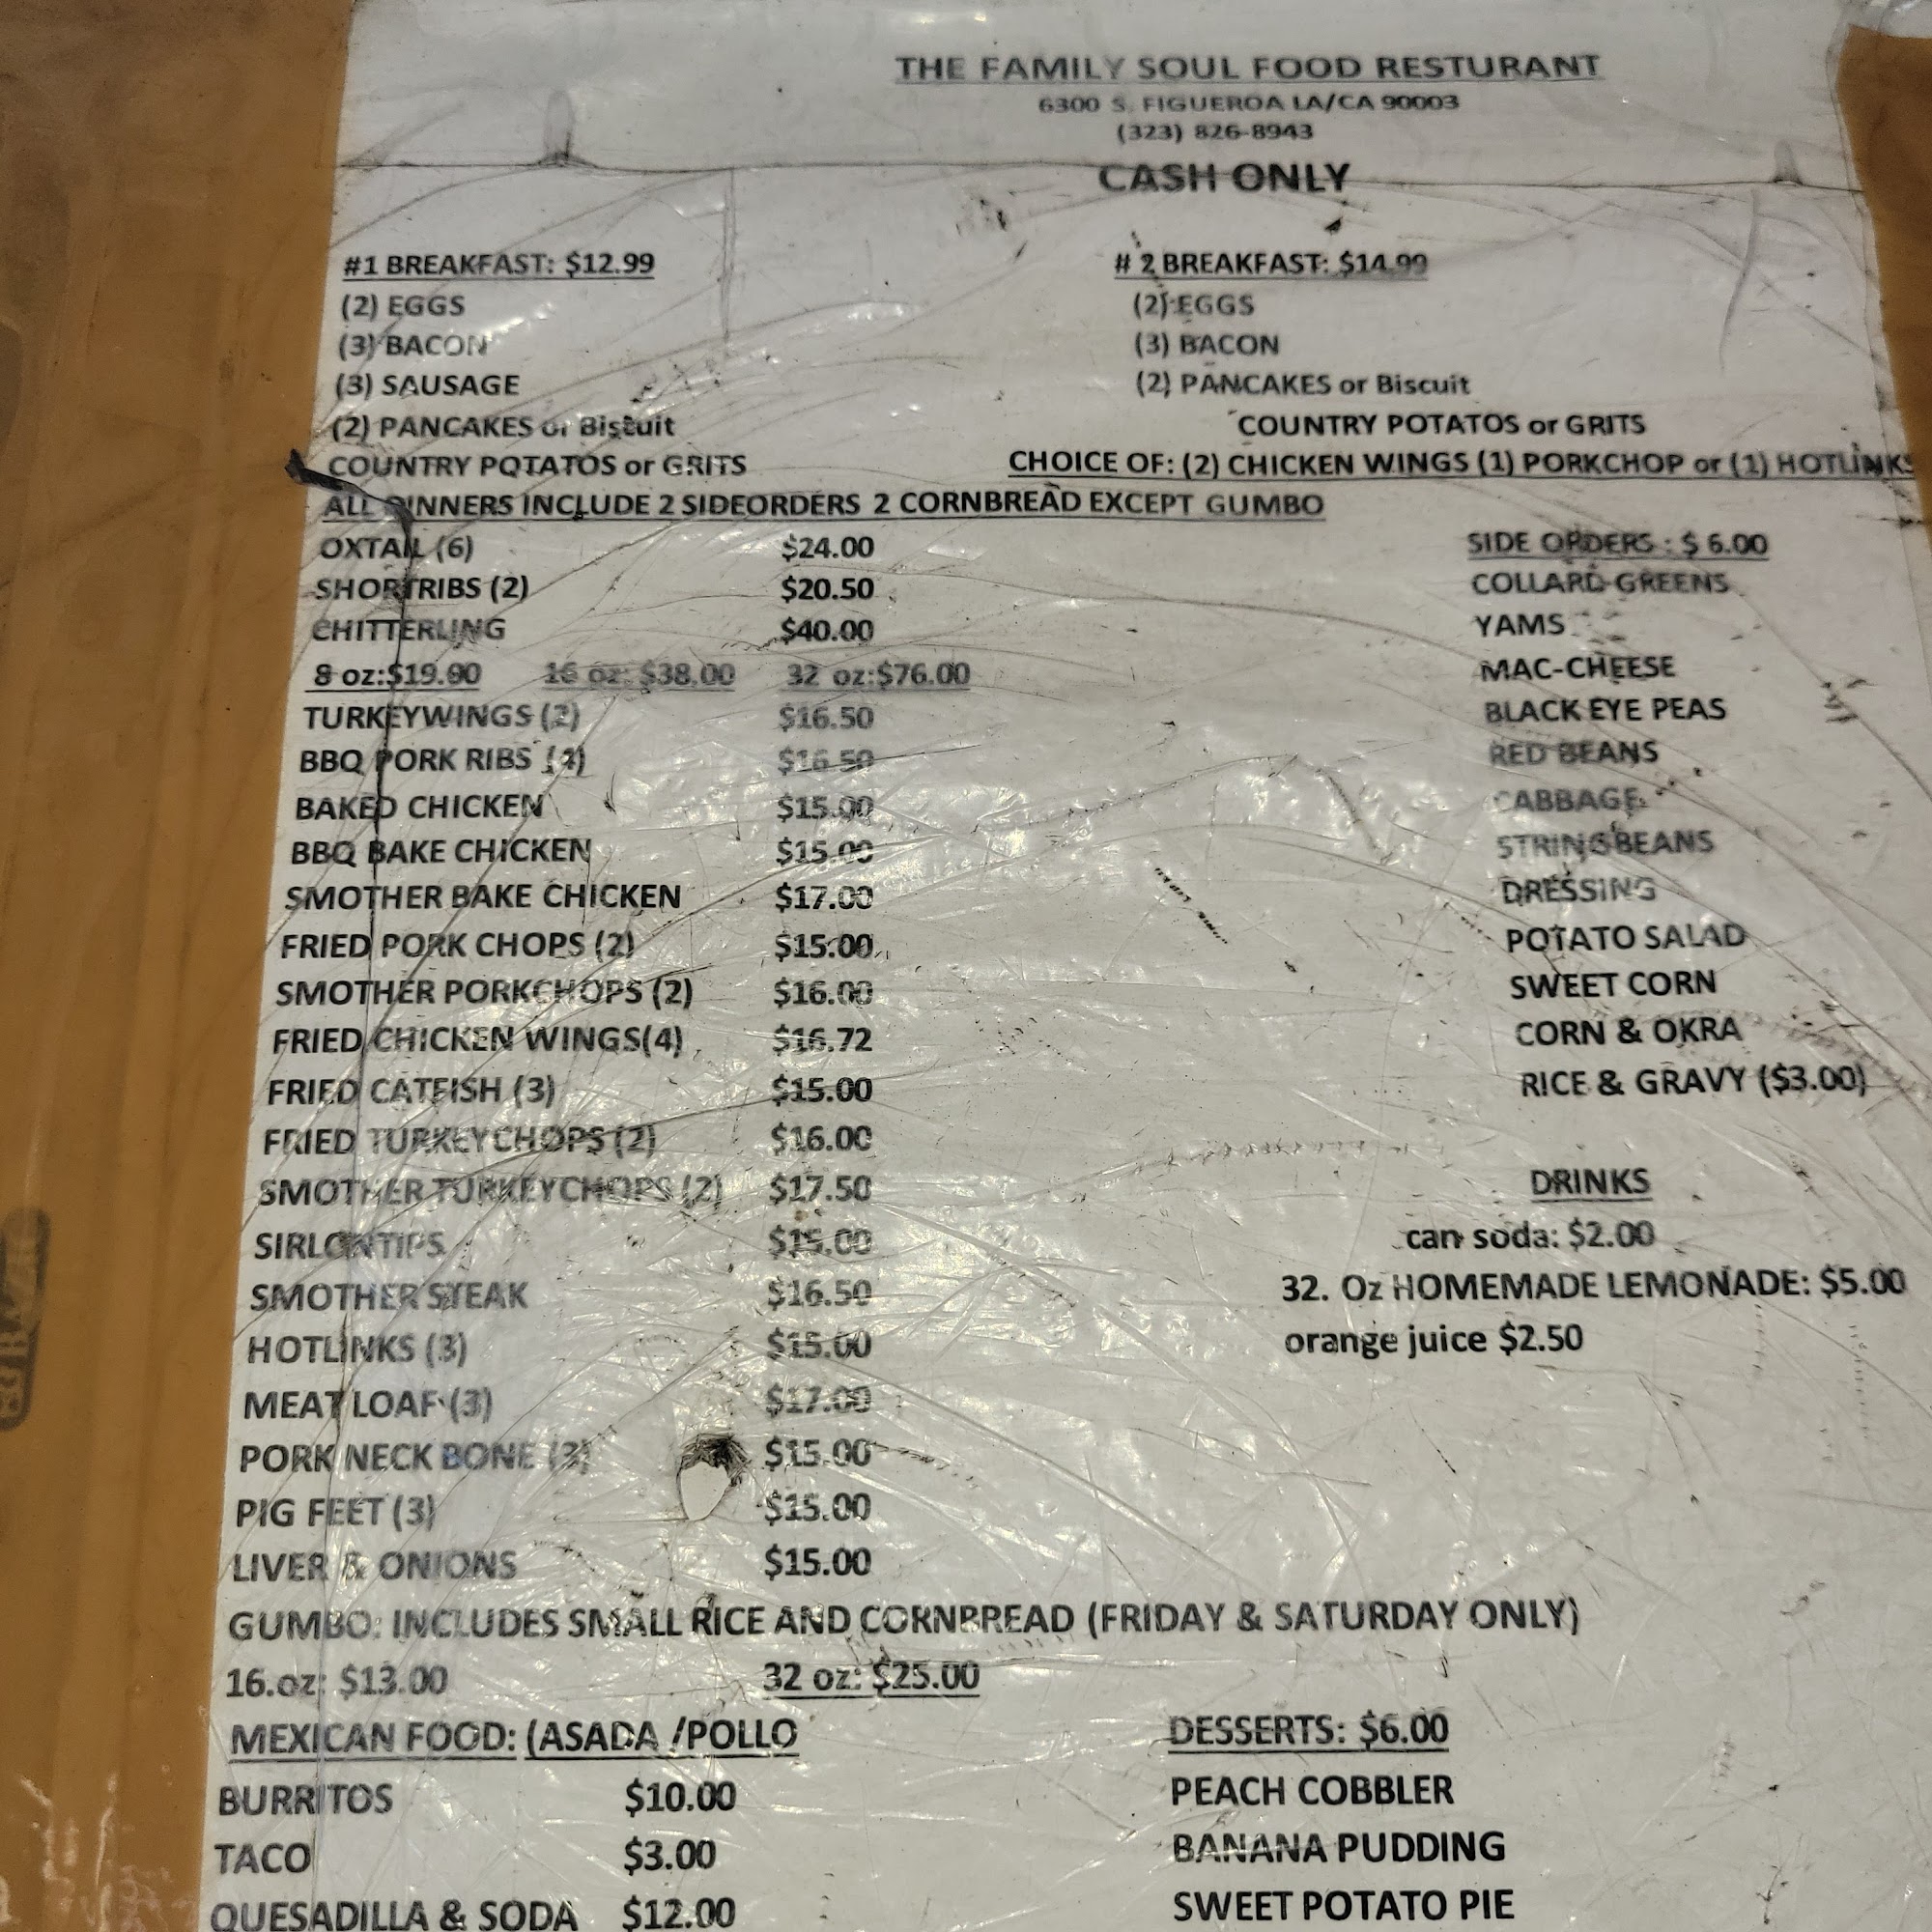 THE FAMILY SOUL FOOD RESTURANT
6300 S. FIGUEROA LA/CA 90003
(323) 826-8943
CASH ONLY
#1 BREAKFAST: $12.99
(2) EGGS
(3) BACON
(3) SAUSAGE
(2) PANCAKES or Biscuit
COUNTRY POTATOS or GRITS
# 2 BREAKFAST: $14.99
(2) EGGS
(3) BACON
(2) PANCAKES or Biscuit
COUNTRY POTATOS or GRITS
CHOICE OF: (2) CHICKEN WINGS (1) PORKCHOP or (1) HOTLINKS
ALL DINNERS INCLUDE 2 SIDEORDERS 2 CORNBREAD EXCEPT GUMBO
OXTAIL (6) $24.00
SHORTRIBS (2) $20.50
CHITTERLING $40.00
8 oz:$19.00 16 oz: $38.00 32 oz:$76.00
TURKEYWINGS (2) $16.50
BBQ PORK RIBS (4) $16.50
BAKED CHICKEN $15.00
BBQ BAKE CHICKEN $15.00
SMOTHER BAKE CHICKEN $17.00
FRIED PORK CHOPS (2) $15.00
SMOTHER PORKCHOPS (2) $16.00
FRIED CHICKEN WINGS(4) $16.72
FRIED CATFISH (3) $15.00
FRIED TURKEYCHOPS (2) $16.00
SMOTHER TURKEYCHOPS (2) $17.50
SIRLONTIPS $15.00
SMOTHER STEAK $16.50
HOTLINKS (3) $15.00
MEAT LOAF (3) $17.00
PORK NECK BONE (3) $15.00
PIG FEET (3) $15.00
LIVER & ONIONS $15.00
SIDE ORDERS : $ 6.00
COLLARD GREENS
YAMS
MAC-CHEESE
BLACK EYE PEAS
RED BEANS
CABBAGE
STRINGBEANS
DRESSING
POTATO SALAD
SWEET CORN
CORN & OKRA
RICE & GRAVY ($3.00)
DRINKS
can soda: $2.00
32. Oz HOMEMADE LEMONADE: $5.00
orange juice $2.50
GUMBO: INCLUDES SMALL RICE AND CORNBREAD (FRIDAY & SATURDAY ONLY)
16.oz: $13.00 32 oz: $25.00
MEXICAN FOOD: (ASADA /POLLO
BURRITOS $10.00
TACO $3.00
QUESADILLA & SODA $12.00
DESSERTS: $6.00
PEACH COBBLER
BANANA PUDDING
SWEET POTATO PIE